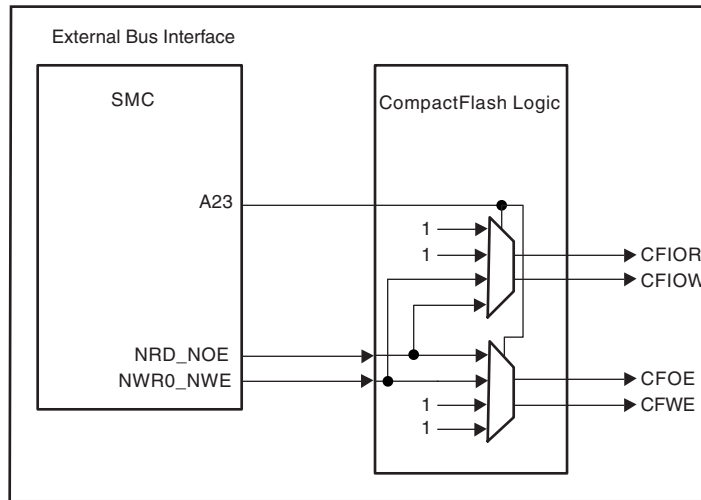 External Bus Interface
SMC
CompactFlash Logic
A23
1
1
CFIOR
CFIOW
NRD_NOE
NWR0_NWE
CFOE
CFWE
1
1